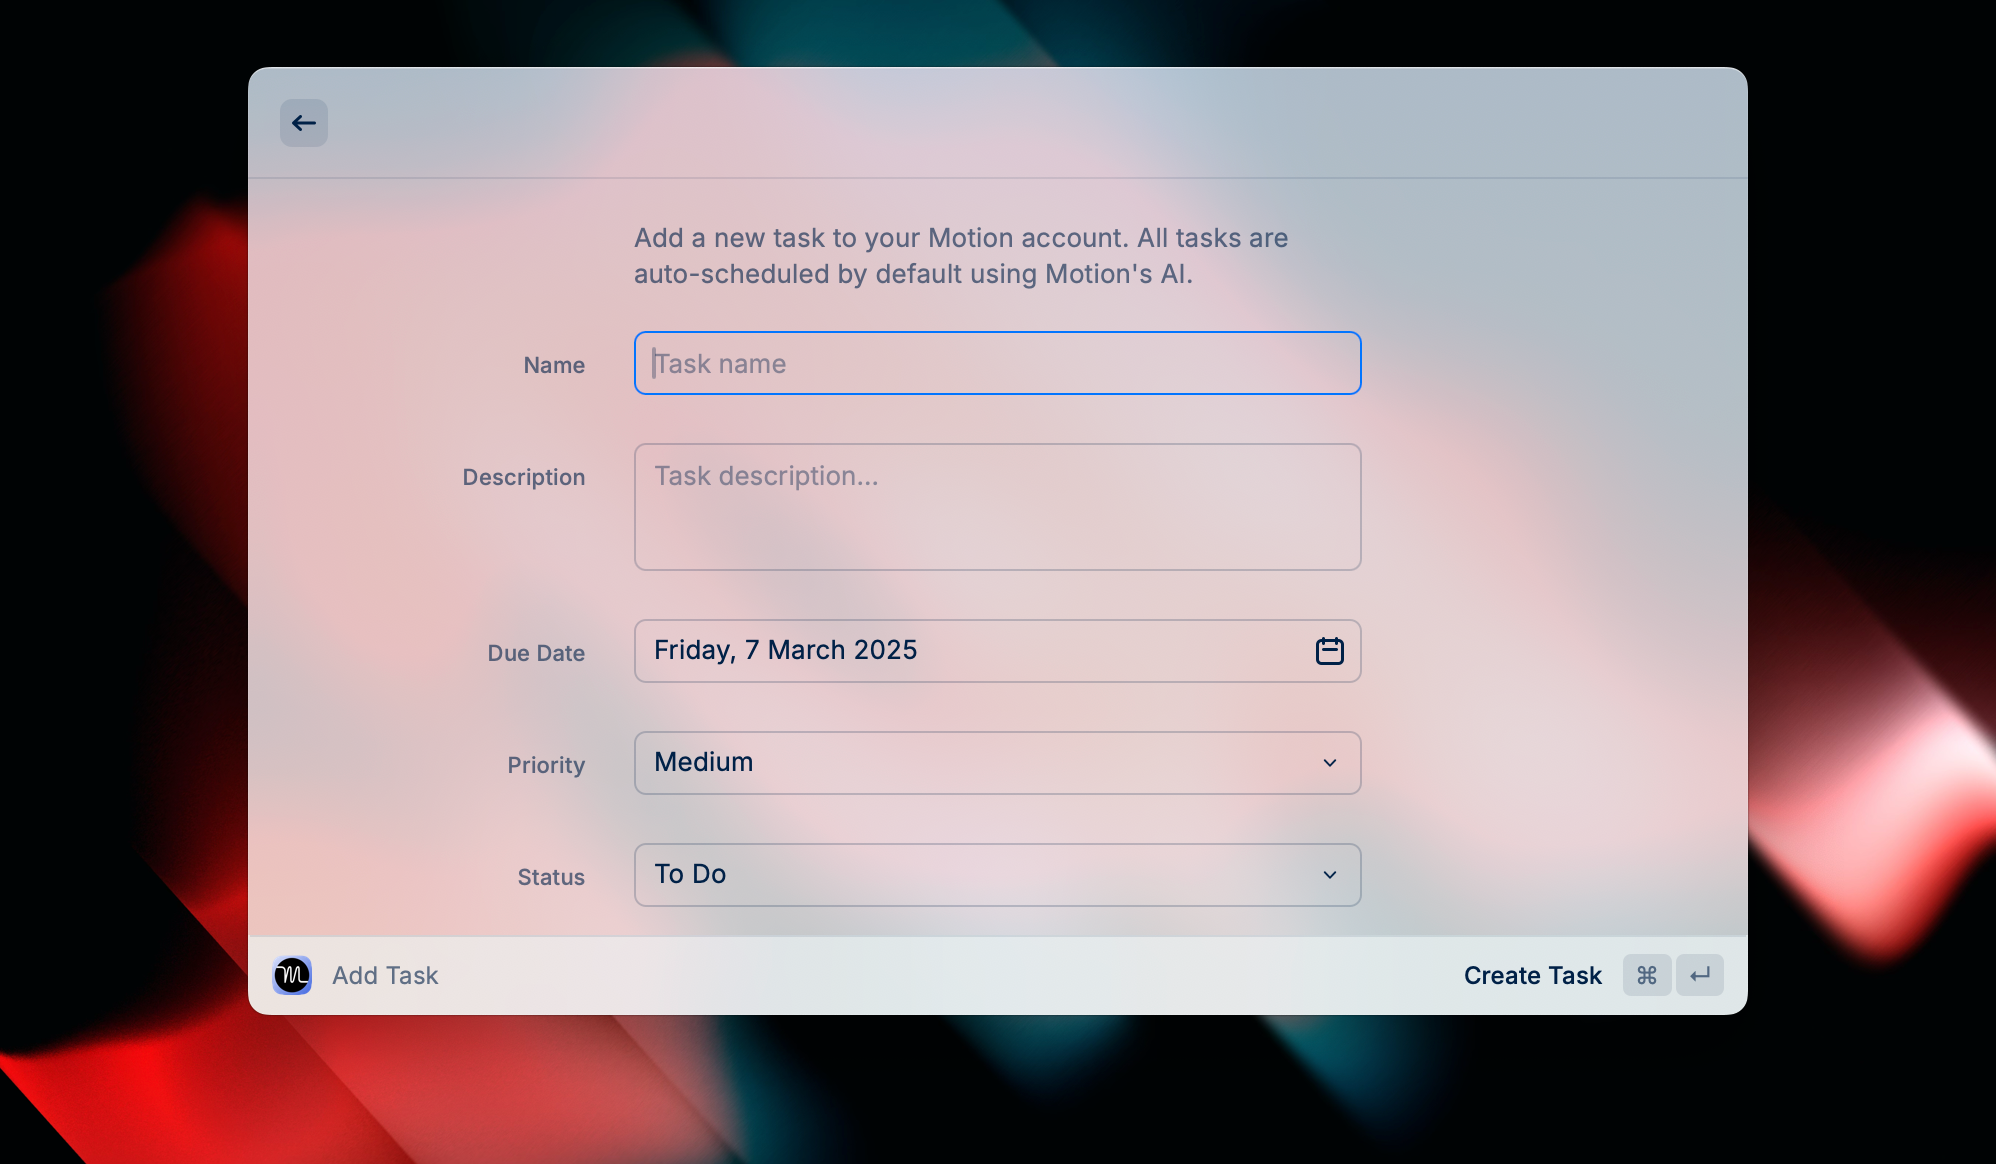 Add a new task to your Motion account. All tasks are
auto-scheduled by default using Motion's AI.
Name
Task name
Description
Task description...
Due Date
Friday, 7 March 2025
Priority
Medium
Status
To Do
Add Task
Create Task ⌘ ↵